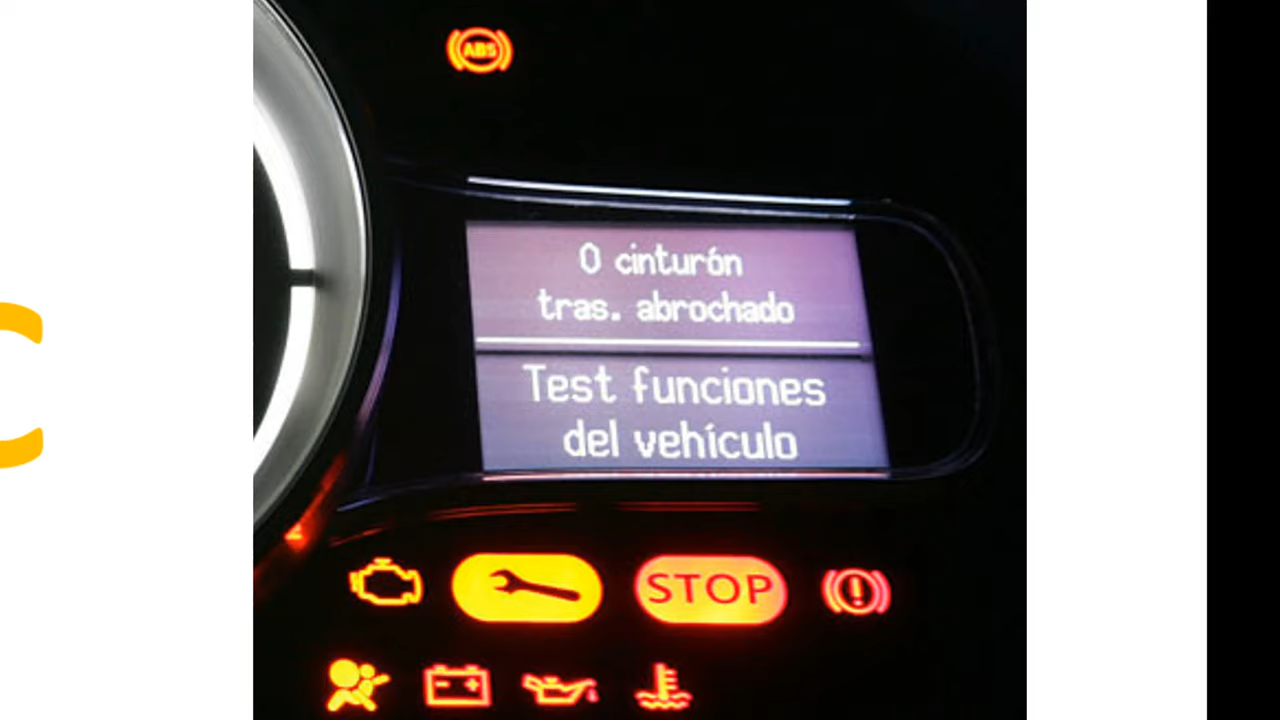 ABS
0 cinturón
tras. abrochado
Test funciones
del vehículo
STOP